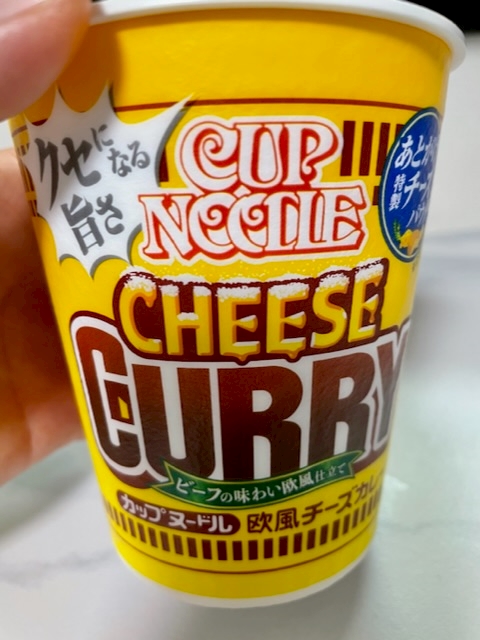 クセに
なる
旨さ
CUP
NOODLE
あとが
特製
チー
CHEESE
CURRY
ビーフの味わい欧風仕立て
カップヌードル 欧風チーズカレ